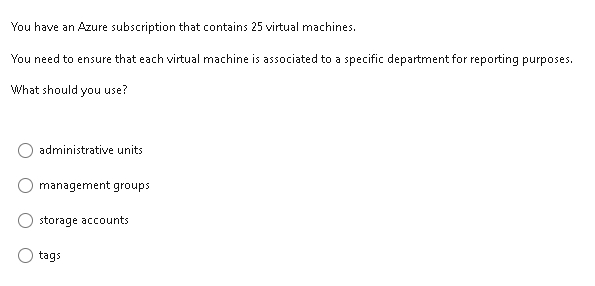 You have an Azure subscription that contains 25 virtual machines.
You need to ensure that each virtual machine is associated to a specific department for reporting purposes.
What should you use?
administrative units
management groups
storage accounts
tags